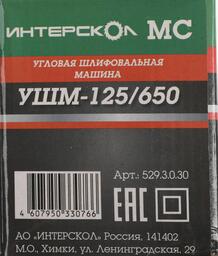 ИНТЕРСКОЛ МС
УГЛОВАЯ ШЛИФОВАЛЬНАЯ
МАШИНА
УШМ-125/650
Арт.: 529.3.0.30
4 607950 330766
ЕАС
АО «ИНТЕРСКОЛ» Россия, 141402
М.О., Химки, ул. Ленинградская, 29